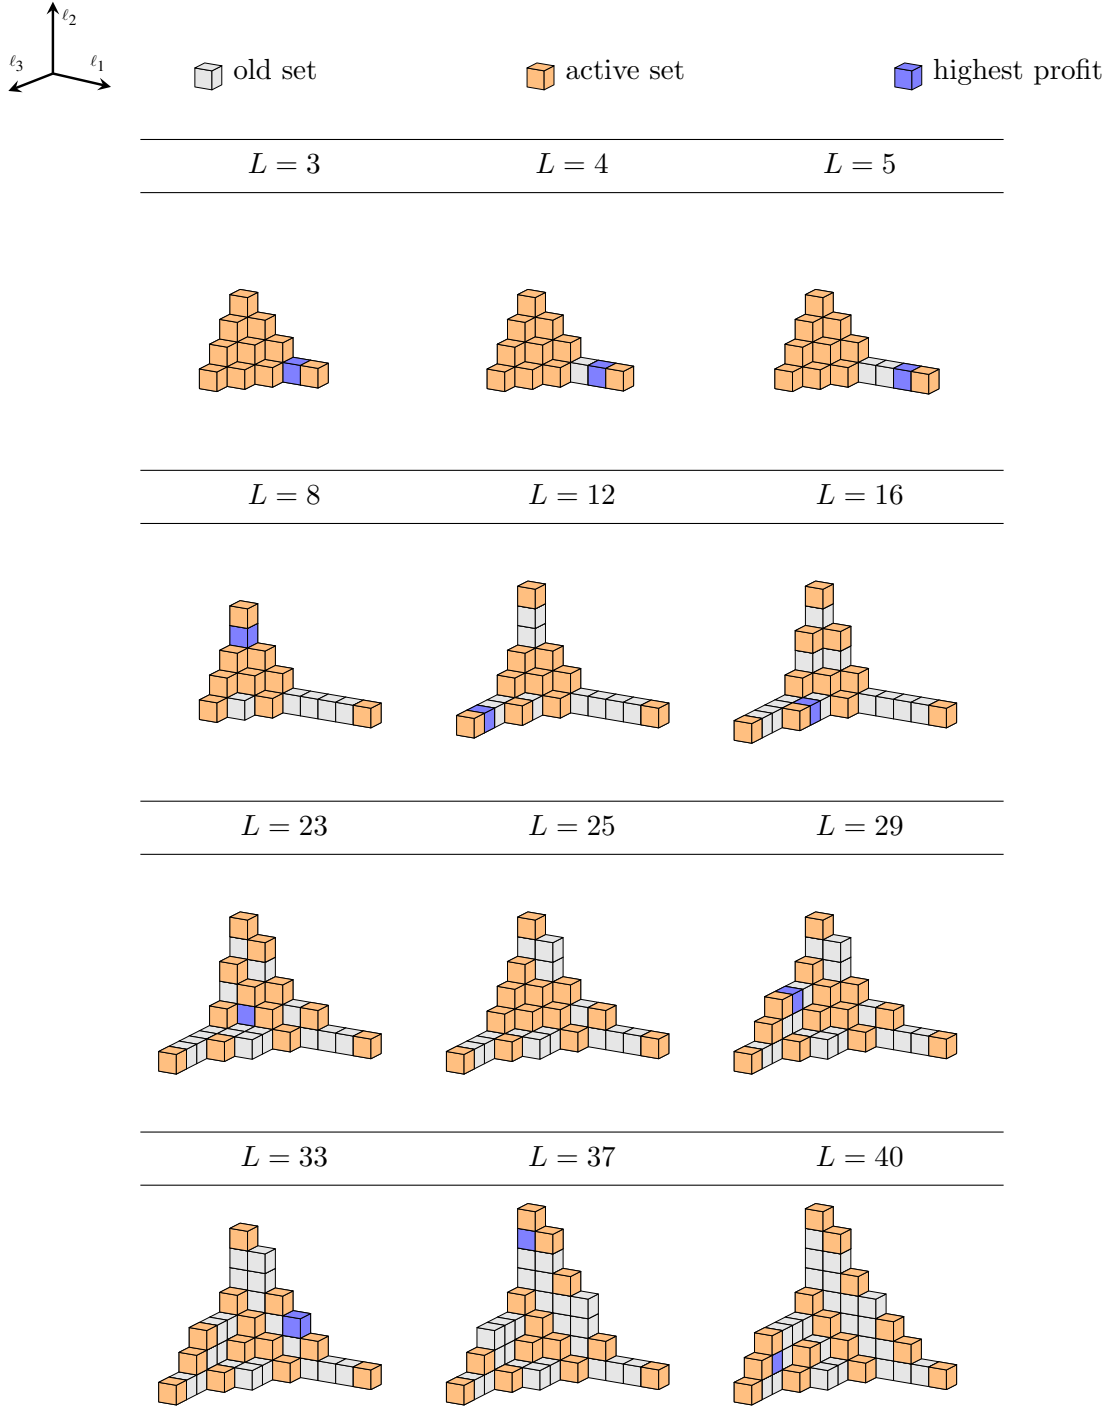 ℓ₂
ℓ₃ ℓ₁
old set active set highest profit
L = 3 L = 4 L = 5
L = 8 L = 12 L = 16
L = 23 L = 25 L = 29
L = 33 L = 37 L = 40